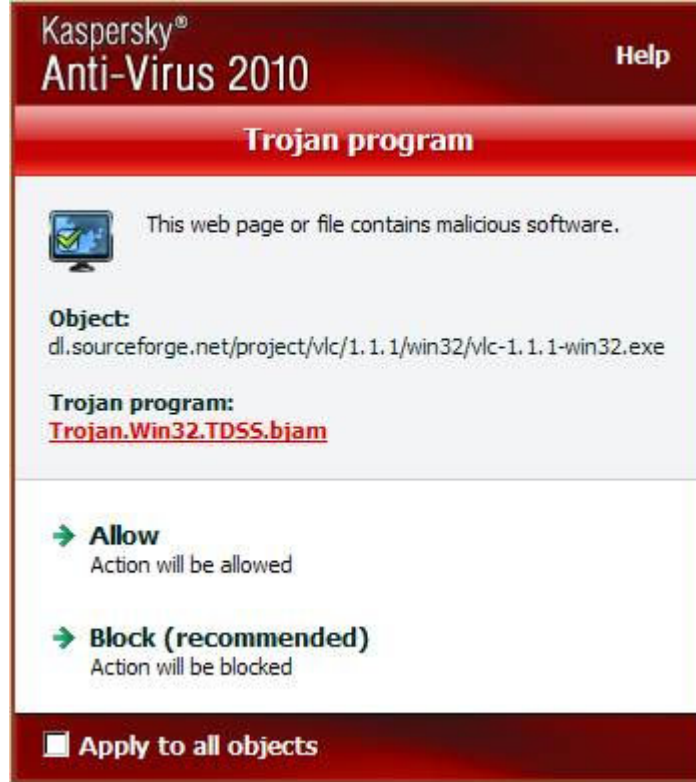 Kaspersky®
Anti-Virus 2010
Help
Trojan program
This web page or file contains malicious software.
Object:
dl.sourceforge.net/project/vlc/1.1.1/win32/vlc-1.1.1-win32.exe
Trojan program:
Trojan.Win32.TDSS.bjam
Allow
Action will be allowed
Block (recommended)
Action will be blocked
Apply to all objects